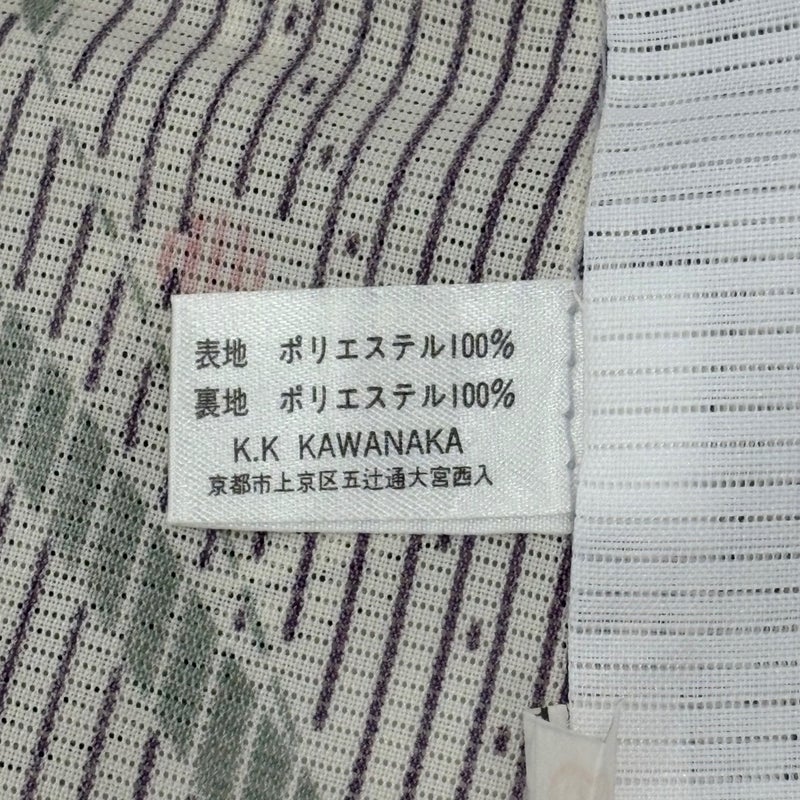 表地 ポリエステル100%
裏地 ポリエステル100%
K.K KAWANAKA
京都市上京区五辻通大宮西入